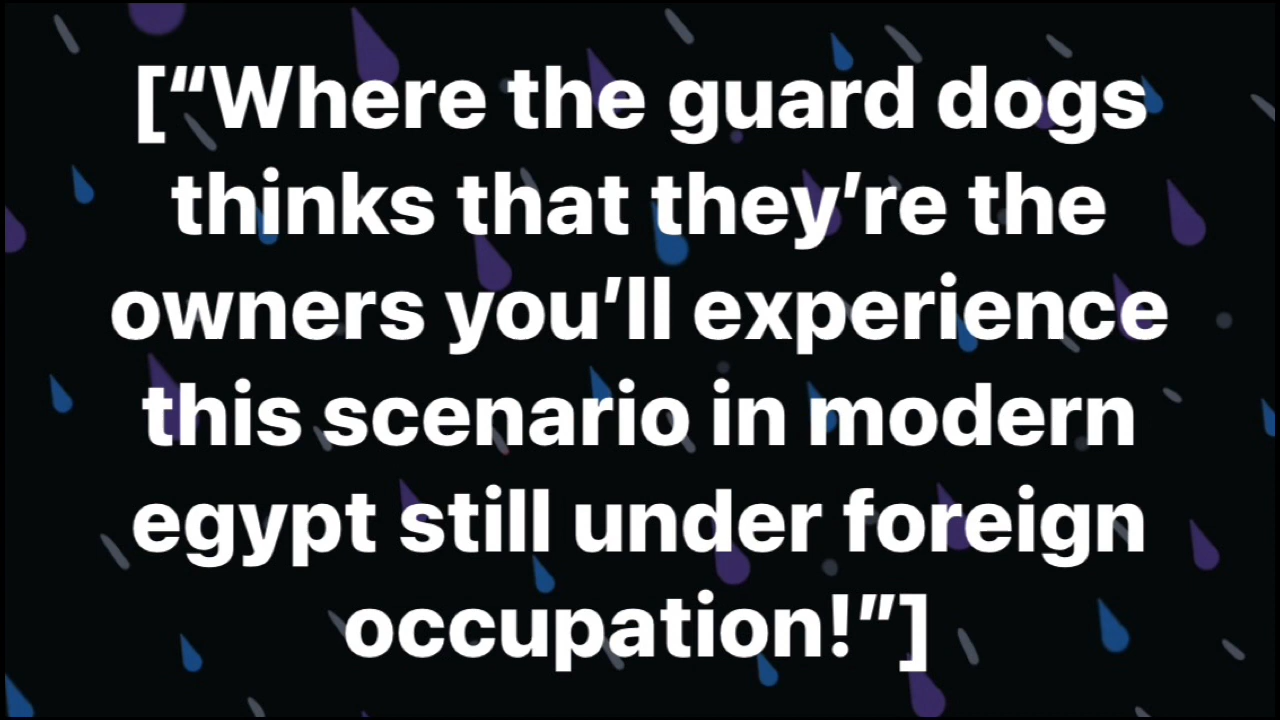 [“Where the guard dogs
thinks that they’re the
owners you’ll experience
this scenario in modern
egypt still under foreign
occupation!”]